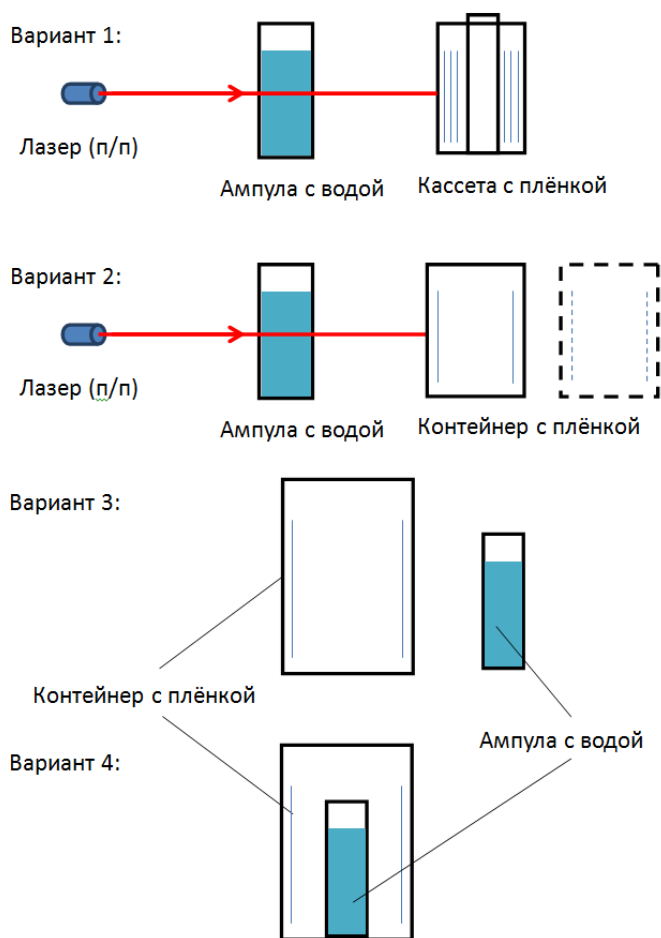 Вариант 1:
Лазер (п/п)
Ампула с водой
Кассета с плёнкой
Вариант 2:
Лазер (п/п)
Ампула с водой
Контейнер с плёнкой
Вариант 3:
Контейнер с плёнкой
Ампула с водой
Вариант 4: